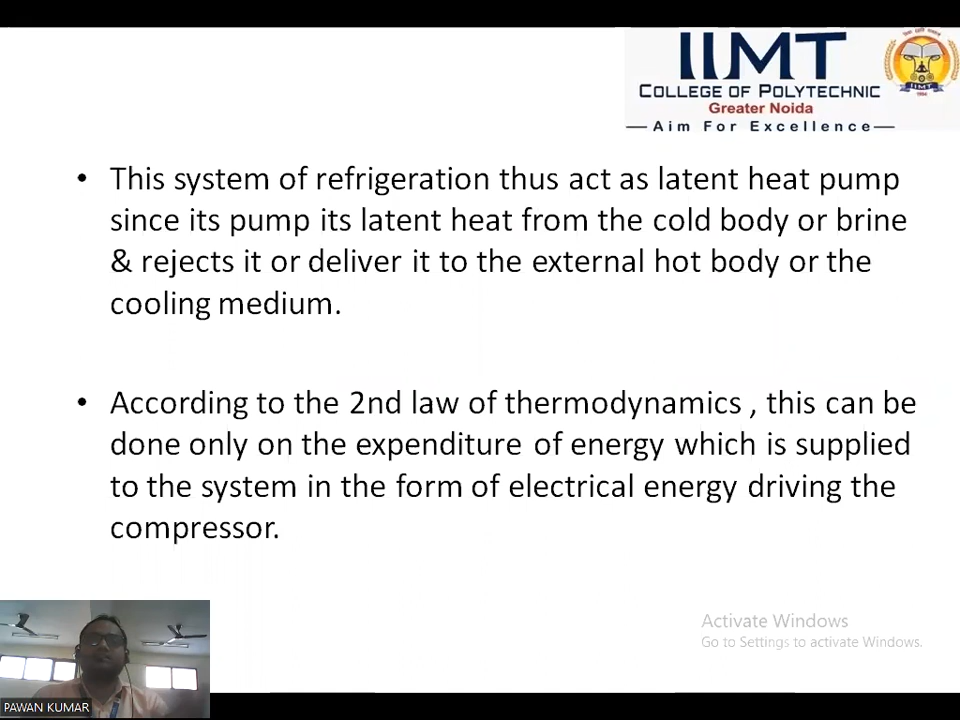 IIMT
COLLEGE OF POLYTECHNIC
Greater Noida
Aim For Excellence
IIMT
• This system of refrigeration thus act as latent heat pump
since its pump its latent heat from the cold body or brine
& rejects it or deliver it to the external hot body or the
cooling medium.
• According to the 2nd law of thermodynamics , this can be
done only on the expenditure of energy which is supplied
to the system in the form of electrical energy driving the
compressor.
Activate Windows
Go to Settings to activate Windows.
PAWAN KUMAR